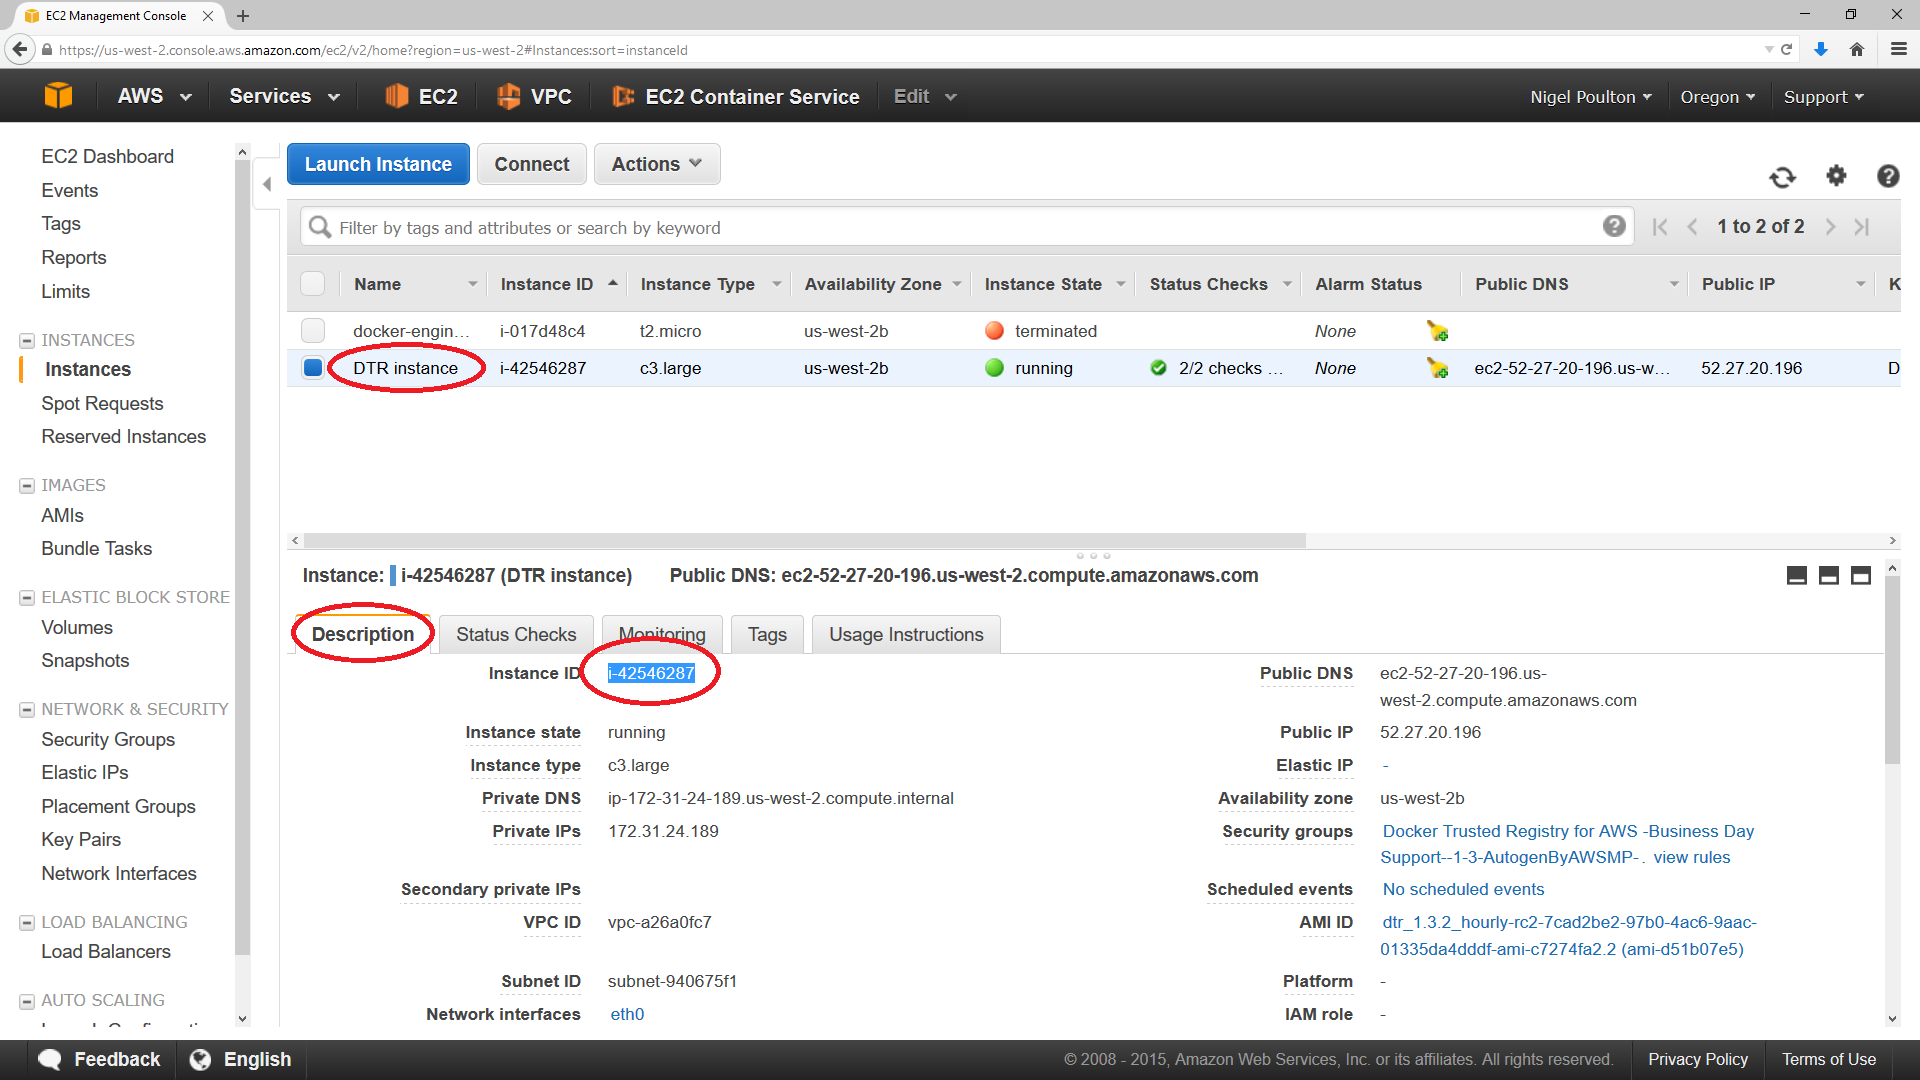 EC2 Management Console
https://us-west-2.console.aws.amazon.com/ec2/v2/home?region=us-west-2#Instances:sort=instanceId
AWS Services EC2 VPC EC2 Container Service Edit Nigel Poulton Oregon Support
EC2 Dashboard
Events
Tags
Reports
Limits
INSTANCES
Instances
Spot Requests
Reserved Instances
IMAGES
AMIs
Bundle Tasks
ELASTIC BLOCK STORE
Volumes
Snapshots
NETWORK & SECURITY
Security Groups
Elastic IPs
Placement Groups
Key Pairs
Network Interfaces
LOAD BALANCING
Load Balancers
AUTO SCALING
Launch Instance Connect Actions
Filter by tags and attributes or search by keyword 1 to 2 of 2
Name Instance ID Instance Type Availability Zone Instance State Status Checks Alarm Status Public DNS Public IP K
docker-engin... i-017d48c4 t2.micro us-west-2b terminated None
DTR instance i-42546287 c3.large us-west-2b running 2/2 checks ... None ec2-52-27-20-196.us-w... 52.27.20.196 D
Instance: i-42546287 (DTR instance) Public DNS: ec2-52-27-20-196.us-west-2.compute.amazonaws.com
Description Status Checks Monitoring Tags Usage Instructions
Instance ID i-42546287
Instance state running
Instance type c3.large
Private DNS ip-172-31-24-189.us-west-2.compute.internal
Private IPs 172.31.24.189
Secondary private IPs
VPC ID vpc-a26a0fc7
Subnet ID subnet-940675f1
Network interfaces eth0
Public DNS ec2-52-27-20-196.us-
west-2.compute.amazonaws.com
Public IP 52.27.20.196
Elastic IP -
Availability zone us-west-2b
Security groups Docker Trusted Registry for AWS -Business Day
Support--1-3-AutogenByAWSMP-. view rules
Scheduled events No scheduled events
AMI ID dtr_1.3.2_hourly-rc2-7cad2be2-97b0-4ac6-9aac-
01335da4dddf-ami-c7274fa2.2 (ami-d51b07e5)
Platform -
IAM role -
Feedback English © 2008 - 2015, Amazon Web Services, Inc. or its affiliates. All rights reserved. Privacy Policy Terms of Use